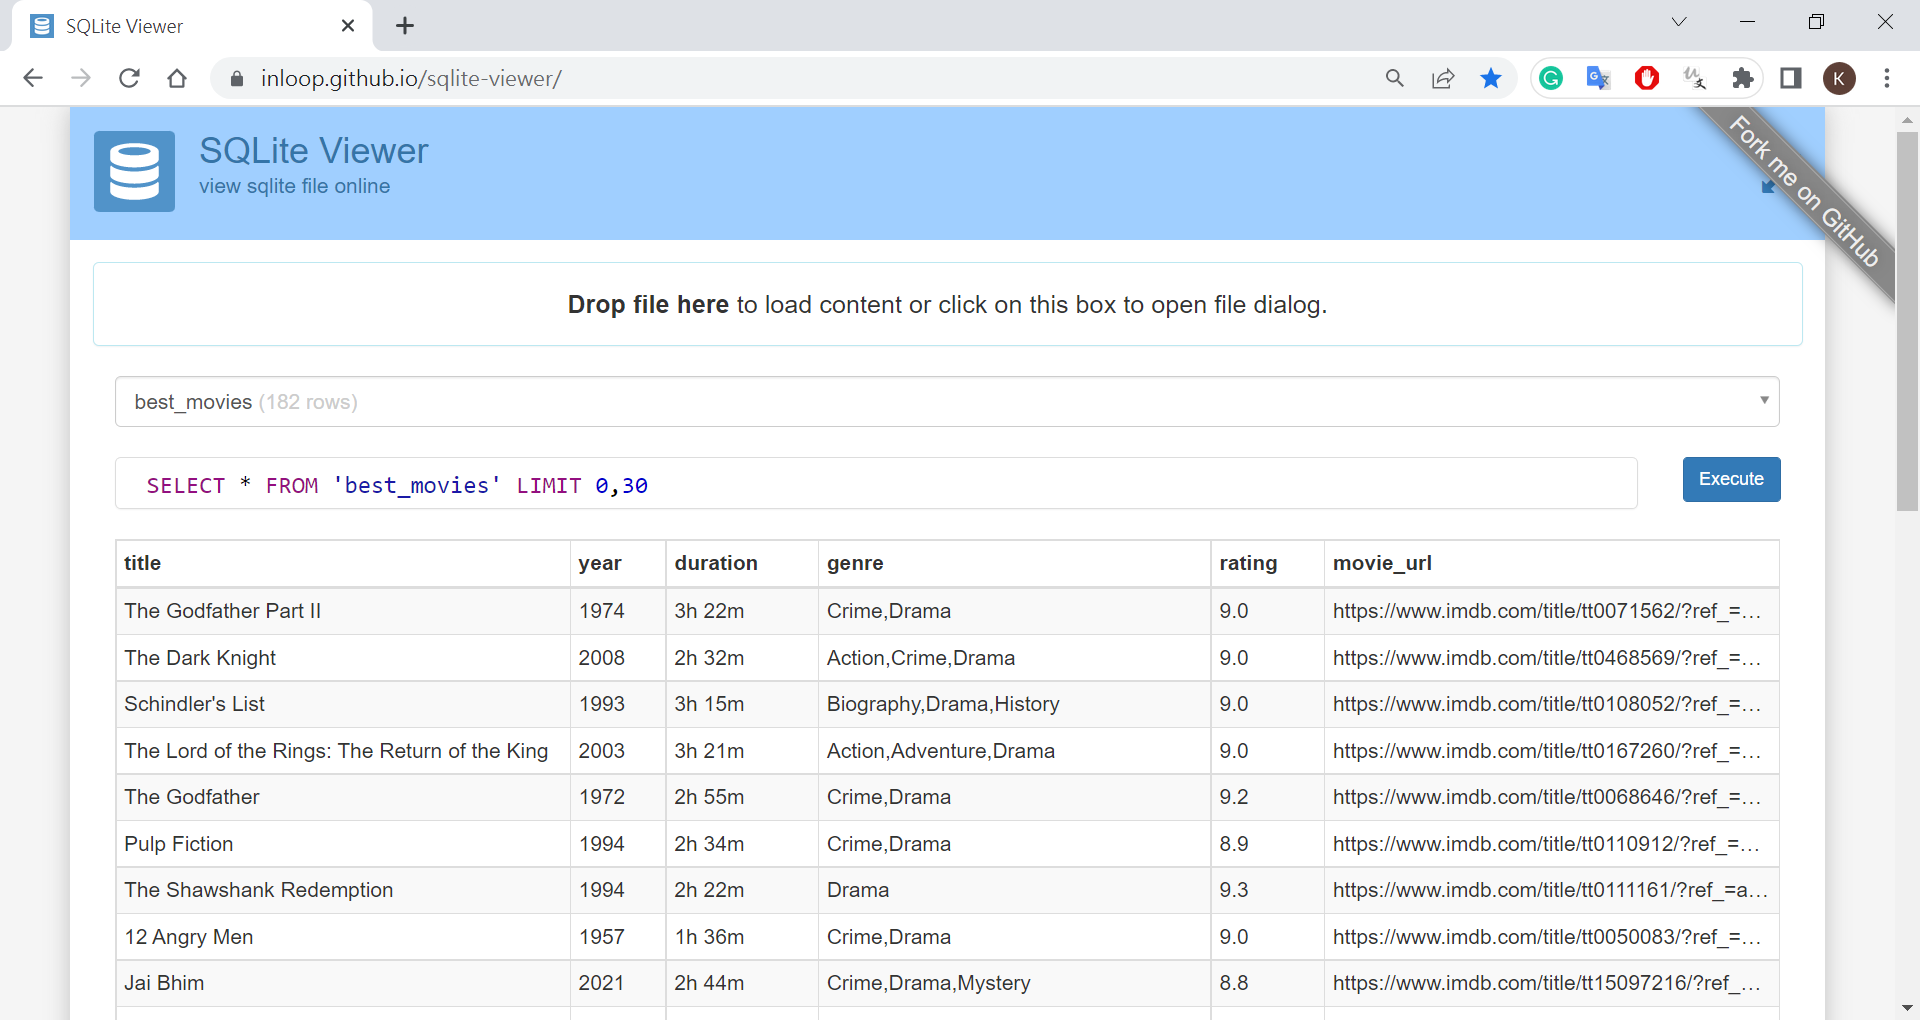 SQLite Viewer
inloop.github.io/sqlite-viewer/
K
SQLite Viewer
view sqlite file online
Fork me on GitHub
Drop file here to load content or click on this box to open file dialog.
best_movies (182 rows)
SELECT * FROM 'best_movies' LIMIT 0,30
Execute
title year duration genre rating movie_url
The Godfather Part II 1974 3h 22m Crime,Drama 9.0 https://www.imdb.com/title/tt0071562/?ref_=…
The Dark Knight 2008 2h 32m Action,Crime,Drama 9.0 https://www.imdb.com/title/tt0468569/?ref_=…
Schindler's List 1993 3h 15m Biography,Drama,History 9.0 https://www.imdb.com/title/tt0108052/?ref_=…
The Lord of the Rings: The Return of the King 2003 3h 21m Action,Adventure,Drama 9.0 https://www.imdb.com/title/tt0167260/?ref_=…
The Godfather 1972 2h 55m Crime,Drama 9.2 https://www.imdb.com/title/tt0068646/?ref_=…
Pulp Fiction 1994 2h 34m Crime,Drama 8.9 https://www.imdb.com/title/tt0110912/?ref_=…
The Shawshank Redemption 1994 2h 22m Drama 9.3 https://www.imdb.com/title/tt0111161/?ref_=a…
12 Angry Men 1957 1h 36m Crime,Drama 9.0 https://www.imdb.com/title/tt0050083/?ref_=…
Jai Bhim 2021 2h 44m Crime,Drama,Mystery 8.8 https://www.imdb.com/title/tt15097216/?ref_…